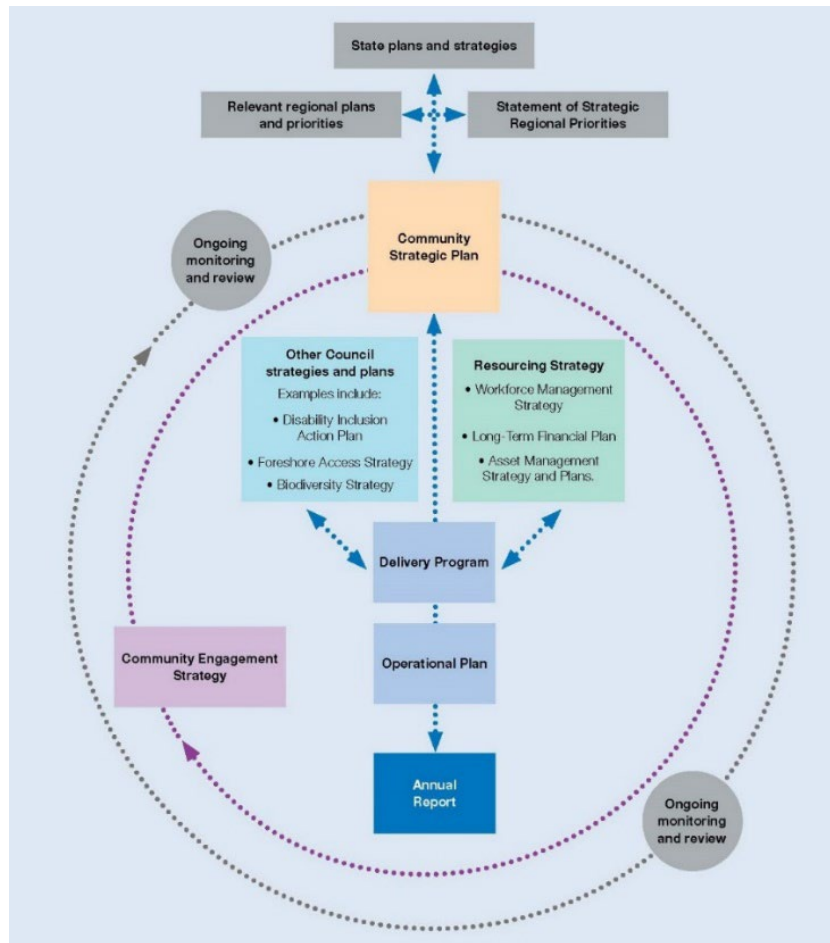 State plans and strategies
Relevant regional plans
and priorities
Statement of Strategic
Regional Priorities
Community
Strategic Plan
Ongoing
monitoring
and review
Other Council
strategies and plans
Examples include:
• Disability Inclusion
Action Plan
• Foreshore Access Strategy
• Biodiversity Strategy
Resourcing Strategy
• Workforce Management
Strategy
• Long-Term Financial Plan
• Asset Management
Strategy and Plans.
Delivery Program
Community Engagement
Strategy
Operational Plan
Annual
Report
Ongoing
monitoring
and review